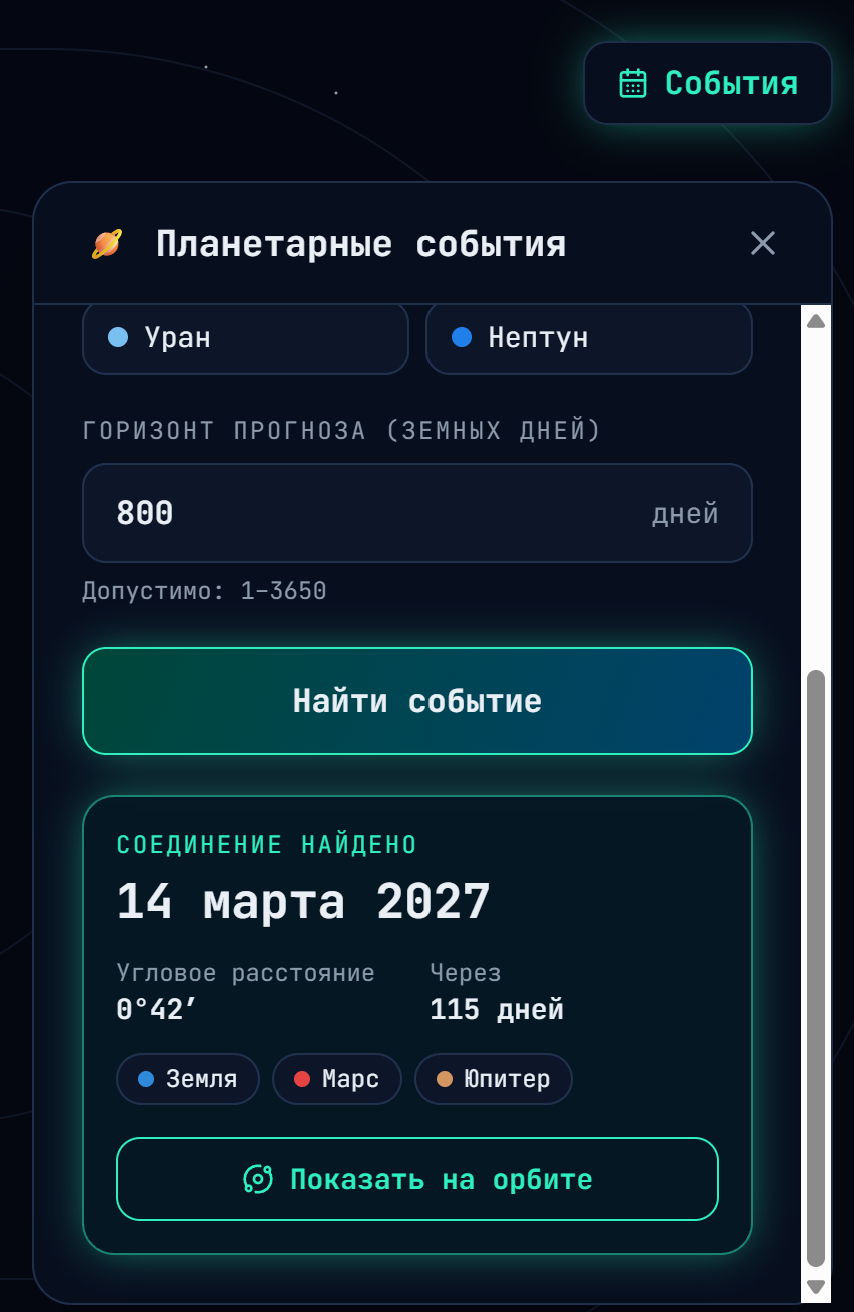 События
Планетарные события
Уран
Нептун
ГОРИЗОНТ ПРОГНОЗА (ЗЕМНЫХ ДНЕЙ)
800 дней
Допустимо: 1–3650
Найти событие
СОЕДИНЕНИЕ НАЙДЕНО
14 марта 2027
Угловое расстояние
0°42′
Через
115 дней
Земля
Марс
Юпитер
Показать на орбите